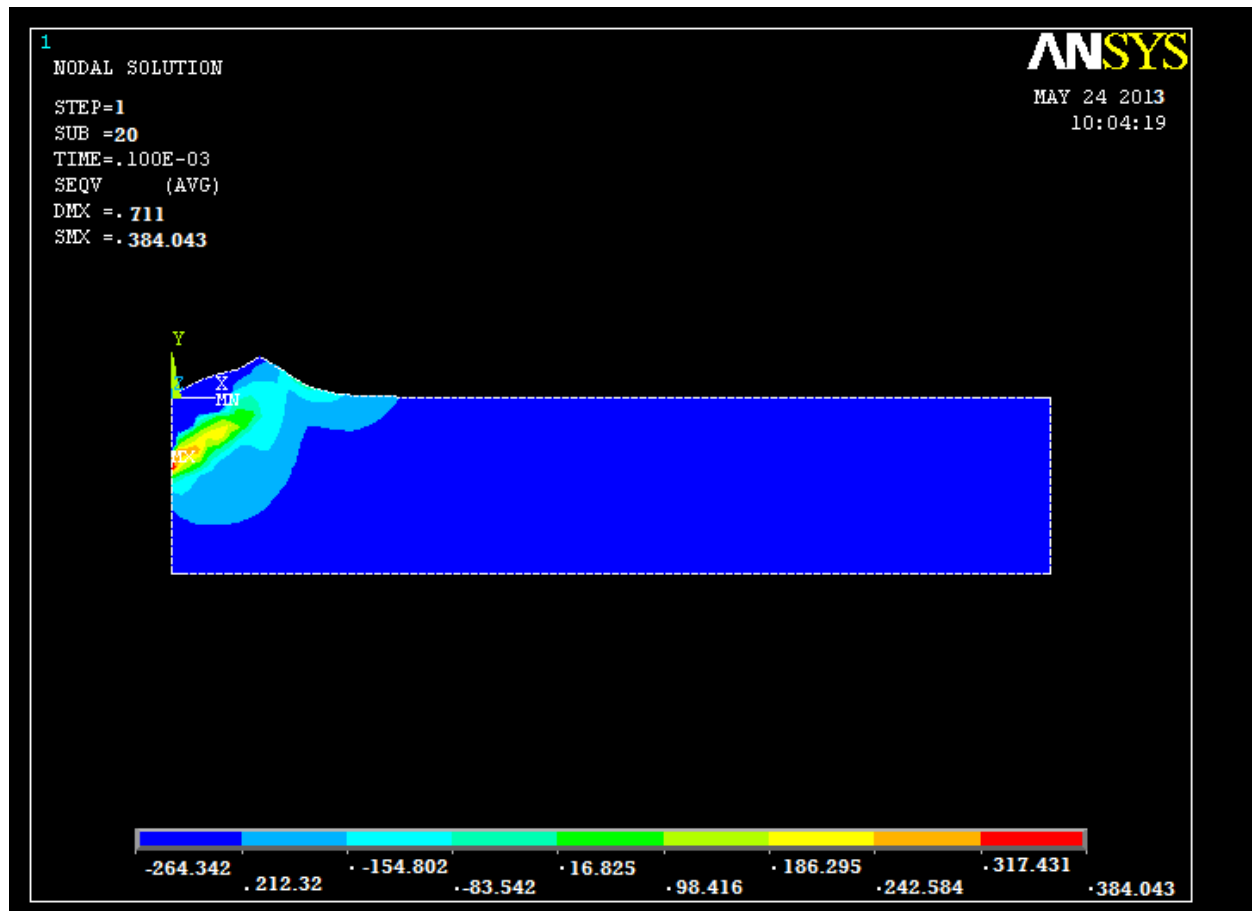 1
ANSYS
NODAL SOLUTION
MAY 24 2013
10:04:19
STEP=1
SUB =20
TIME=.100E-03
SEQV (AVG)
DMX =. 711
SMX =. 384.043
Y
Z X
MN
MX
-264.342 . -154.802 .16.825 .186.295 .317.431
. 212.32 .-83.542 .98.416 .242.584 .384.043